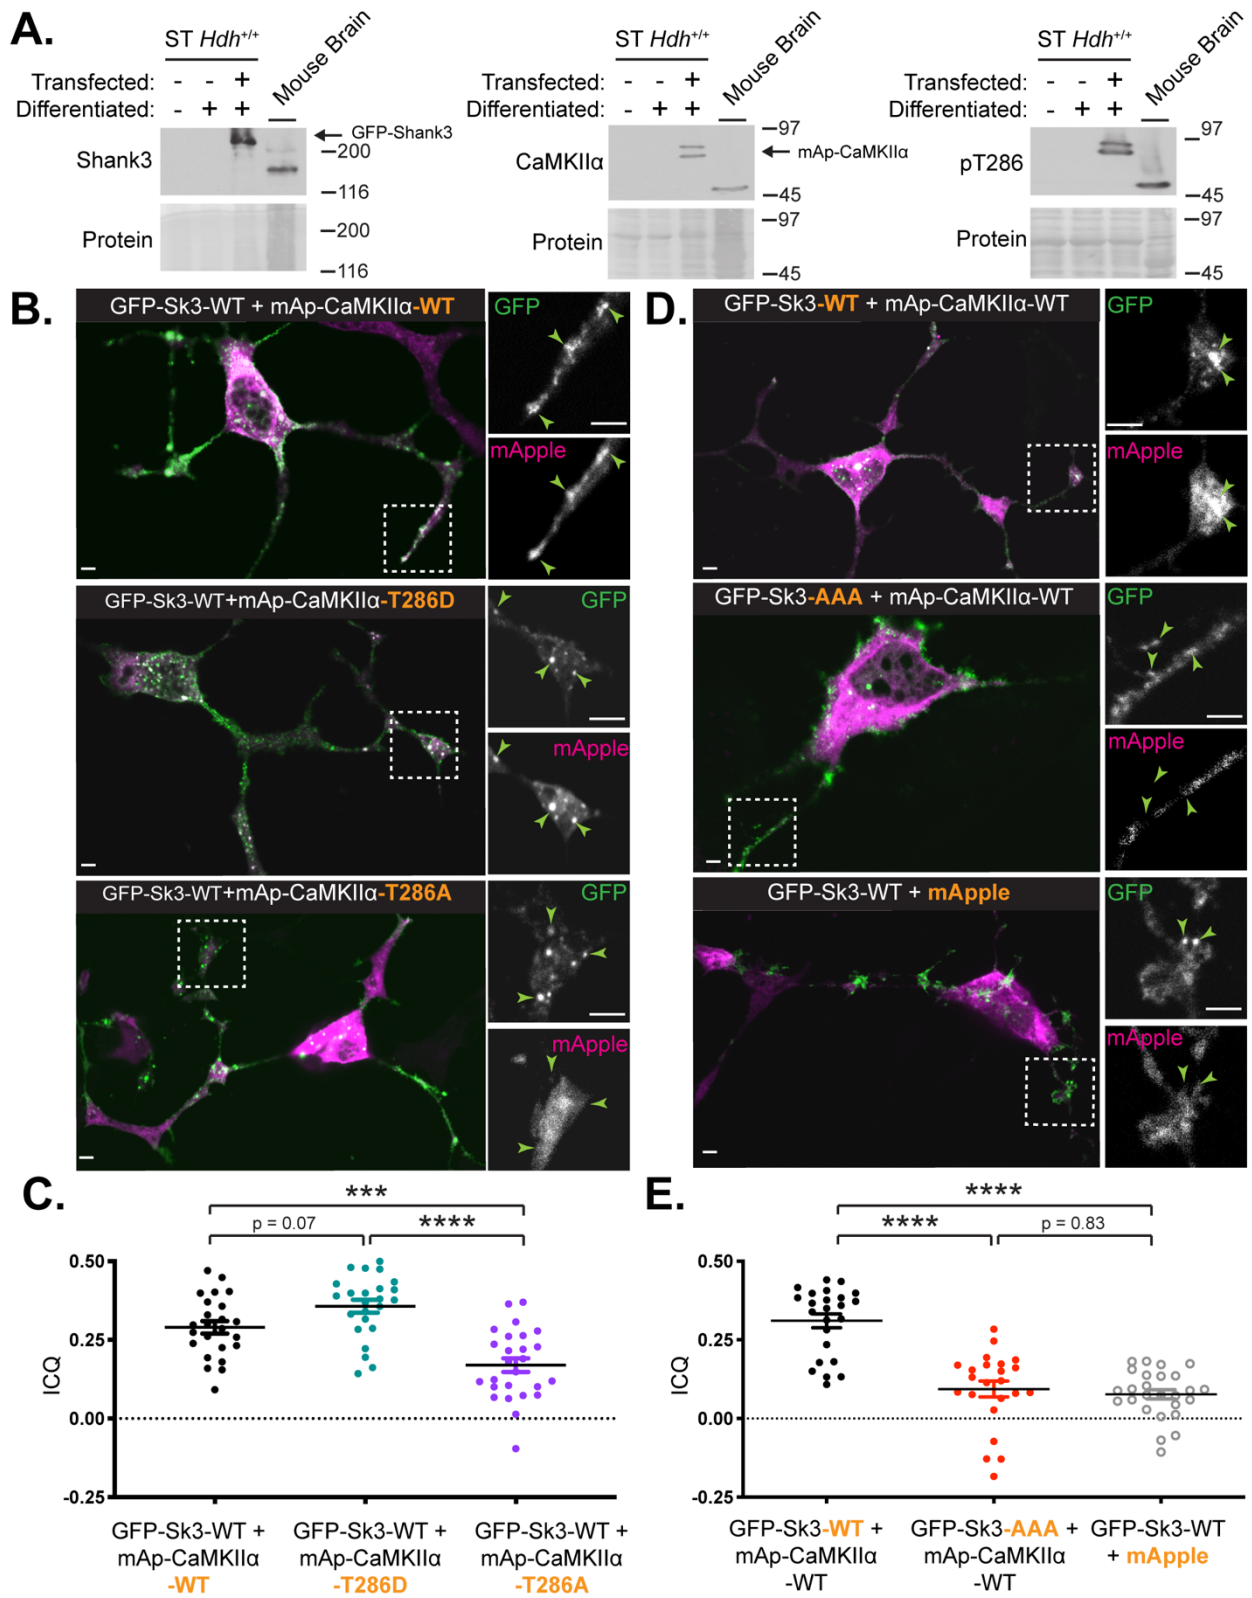 A.
ST Hdh+/+
Mouse Brain
Transfected: - - +
Differentiated: - + +
Shank3
GFP-Shank3
200
116
Protein
200
116
ST Hdh+/+
Mouse Brain
Transfected: - - +
Differentiated: - + +
CaMKIIα
97
mAp-CaMKIIα
45
Protein
97
45
ST Hdh+/+
Mouse Brain
Transfected: - - +
Differentiated: - + +
pT286
97
45
Protein
97
45
B.
GFP-Sk3-WT + mAp-CaMKIIα-WT
GFP
mApple
GFP-Sk3-WT+mAp-CaMKIIα-T286D
GFP
mApple
GFP-Sk3-WT+mAp-CaMKIIα-T286A
GFP
mApple
D.
GFP-Sk3-WT + mAp-CaMKIIα-WT
GFP
mApple
GFP-Sk3-AAA + mAp-CaMKIIα-WT
GFP
mApple
GFP-Sk3-WT + mApple
GFP
mApple
C.
***
p = 0.07
****
0.50
0.25
0.00
-0.25
ICQ
GFP-Sk3-WT +
mAp-CaMKIIα
-WT
GFP-Sk3-WT +
mAp-CaMKIIα
-T286D
GFP-Sk3-WT +
mAp-CaMKIIα
-T286A
E.
****
****
p = 0.83
0.50
0.25
0.00
-0.25
ICQ
GFP-Sk3-WT +
mAp-CaMKIIα
-WT
GFP-Sk3-AAA +
mAp-CaMKIIα
-WT
GFP-Sk3-WT
+ mApple